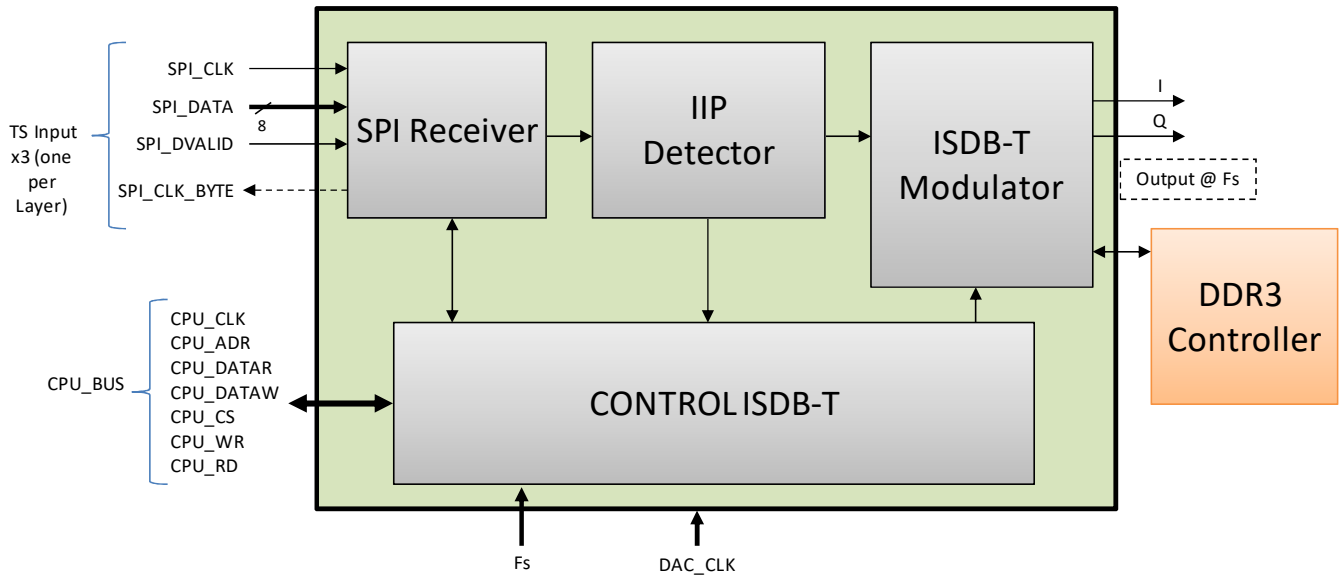 SPI_CLK
SPI_DATA
8
SPI_DVALID
SPI_CLK_BYTE
TS Input
x3 (one
per
Layer)
SPI Receiver
IIP
Detector
ISDB-T
Modulator
I
Q
Output @ Fs
DDR3
Controller
CPU_BUS
CPU_CLK
CPU_ADR
CPU_DATAR
CPU_DATAW
CPU_CS
CPU_WR
CPU_RD
CONTROL ISDB-T
Fs
DAC_CLK